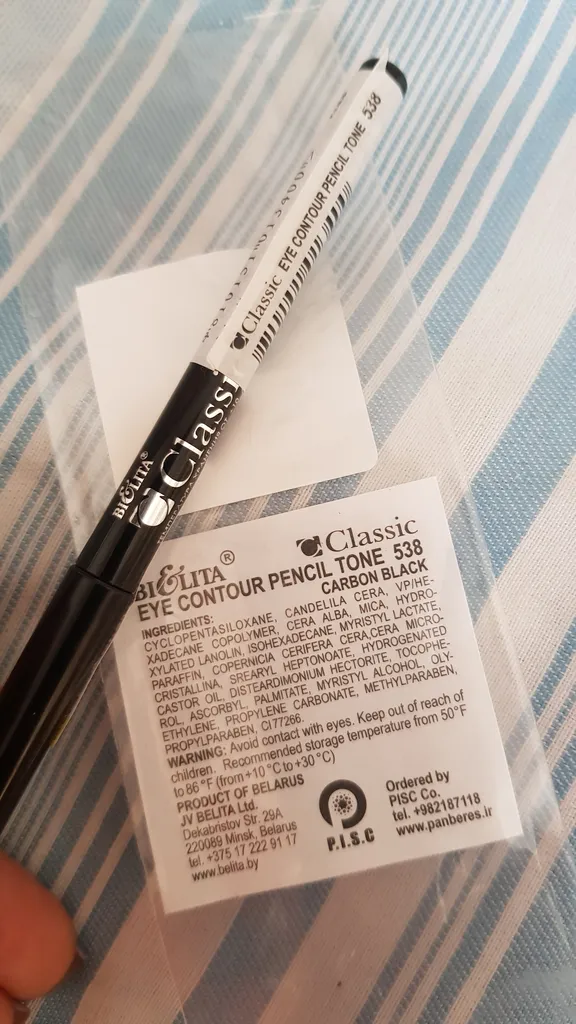 Classic EYE CONTOUR PENCIL TONE 538
BIELITA®
Classi
BIELITA®
Classic
EYE CONTOUR PENCIL TONE 538
CARBON BLACK
INGREDIENTS:
CYCLOPENTASILOXANE, CANDELILA CERA, VP/HE-
XADECANE COPOLYMER, CERA ALBA, MICA, HYDRO-
XYLATED LANOLIN, ISOHEXADECANE, MYRISTYL LACTATE,
PARAFFIN, COPERNICIA CERIFERA CERA,CERA MICRO-
CRISTALLINA, SREARYL HEPTONOATE, HYDROGENATED
CASTOR OIL, DISTEARDIMONIUM HECTORITE, TOCOPHE-
ROL, ASCORBYL, PALMITATE, MYRISTYL ALCOHOL, OLY-
ETHYLENE, PROPYLENE CARBONATE, METHYLPARABEN,
PROPYLPARABEN, CI77266.
WARNING: Avoid contact with eyes. Keep out of reach of
children. Recommended storage temperature from 50°F
to 86°F (from+10°C to+30°C)
PRODUCT OF BELARUS
JV BELITA Ltd.
Dekabristov Str. 29A
220089 Minsk, Belarus
tel. +375 17 222 91 17
www.belita.by
P.I.S.C
Ordered by
PISC Co.
tel. +982187118
www.panberes.ir